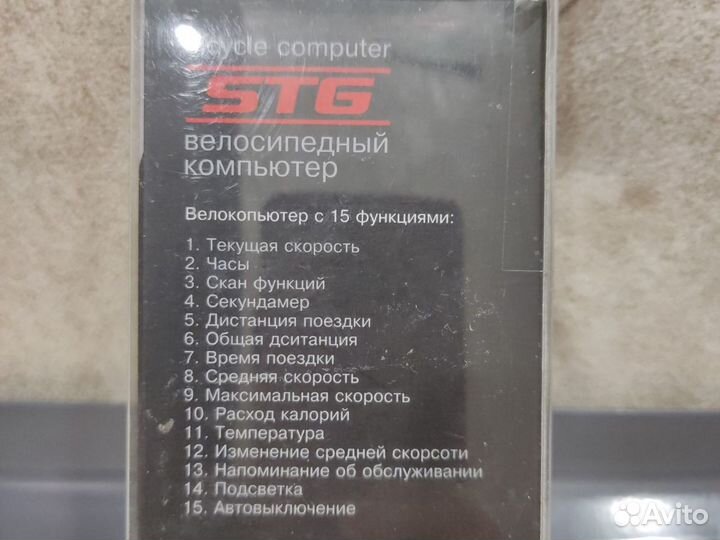 cycle computer
STG
велосипедный
компьютер
Велокопьютер с 15 функциями:
1. Текущая скорость
2. Часы
3. Скан функций
4. Секундамер
5. Дистанция поездки
6. Общая дситанция
7. Время поездки
8. Средняя скорость
9. Максимальная скорость
10. Расход калорий
11. Температура
12. Изменение средней скорсоти
13. Напоминание об обслуживании
14. Подсветка
15. Автовыключение
Avito